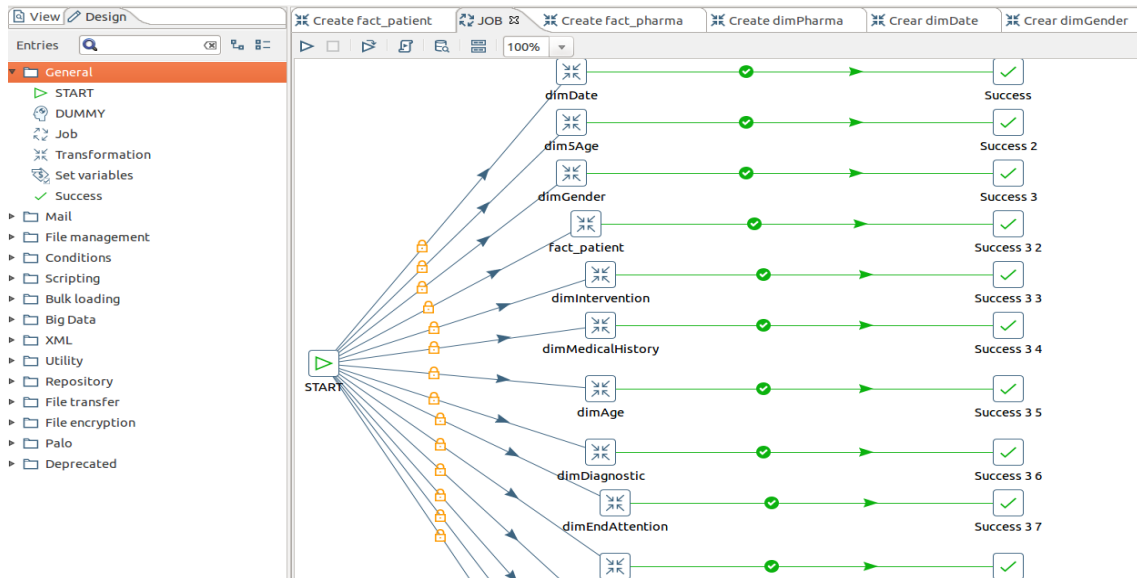 View
Design
Create fact_patient
JOB
Create fact_pharma
Create dimPharma
Crear dimDate
Crear dimGender
Entries
100%
General
START
DUMMY
Job
Transformation
Set variables
Success
Mail
File management
Conditions
Scripting
Bulk loading
Big Data
XML
Utility
Repository
File transfer
File encryption
Palo
Deprecated
START
dimDate
Success
dim5Age
Success 2
dimGender
Success 3
fact_patient
Success 3 2
dimIntervention
Success 3 3
dimMedicalHistory
Success 3 4
dimAge
Success 3 5
dimDiagnostic
Success 3 6
dimEndAttention
Success 3 7